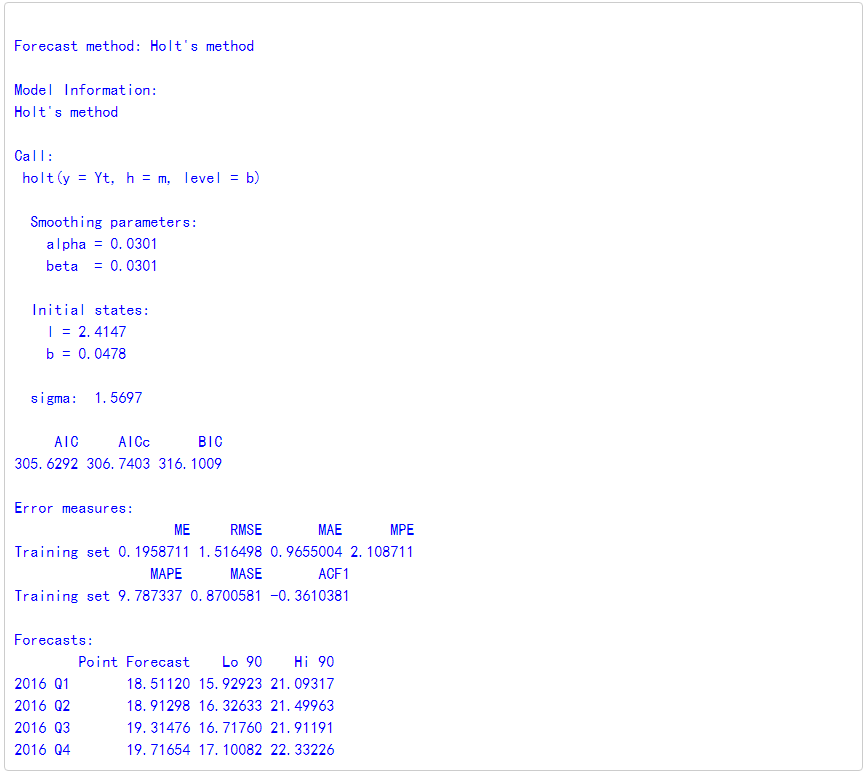 Forecast method: Holt's method
Model Information:
Holt's method
Call:
holt(y = Yt, h = m, level = b)
Smoothing parameters:
alpha = 0.0301
beta  = 0.0301
Initial states:
l = 2.4147
b = 0.0478
sigma:  1.5697
AIC     AICc      BIC
305.6292 306.7403 316.1009
Error measures:
ME     RMSE       MAE      MPE
Training set 0.1958711 1.516498 0.9655004 2.108711
MAPE      MASE       ACF1
Training set 9.787337 0.8700581 -0.3610381
Forecasts:
Point Forecast    Lo 90    Hi 90
2016 Q1       18.51120 15.92923 21.09317
2016 Q2       18.91298 16.32633 21.49963
2016 Q3       19.31476 16.71760 21.91191
2016 Q4       19.71654 17.10082 22.33226